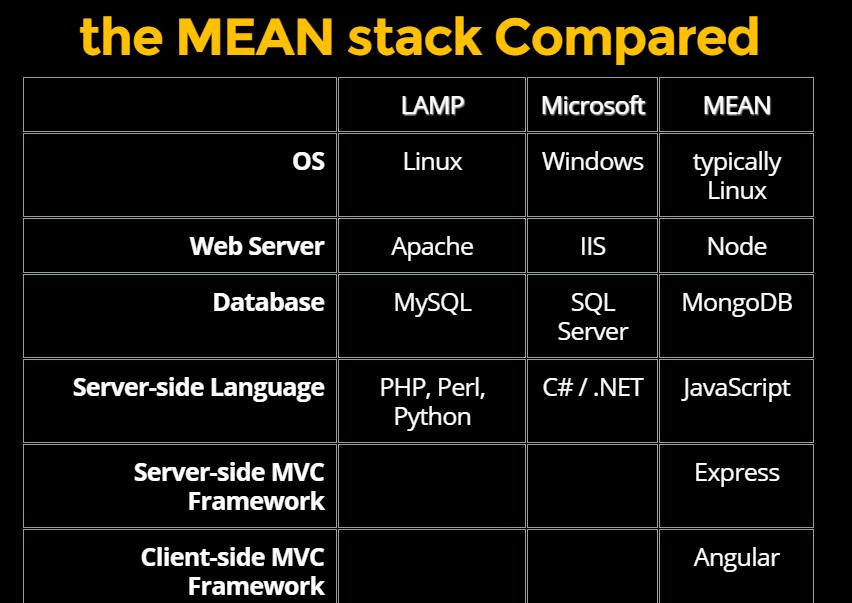 the MEAN stack Compared
LAMP Microsoft MEAN
OS Linux Windows typically
Linux
Web Server Apache IIS Node
Database MySQL SQL MongoDB
Server
Server-side Language PHP, Perl, C# / .NET JavaScript
Python
Server-side MVC Express
Framework
Client-side MVC Angular
Framework